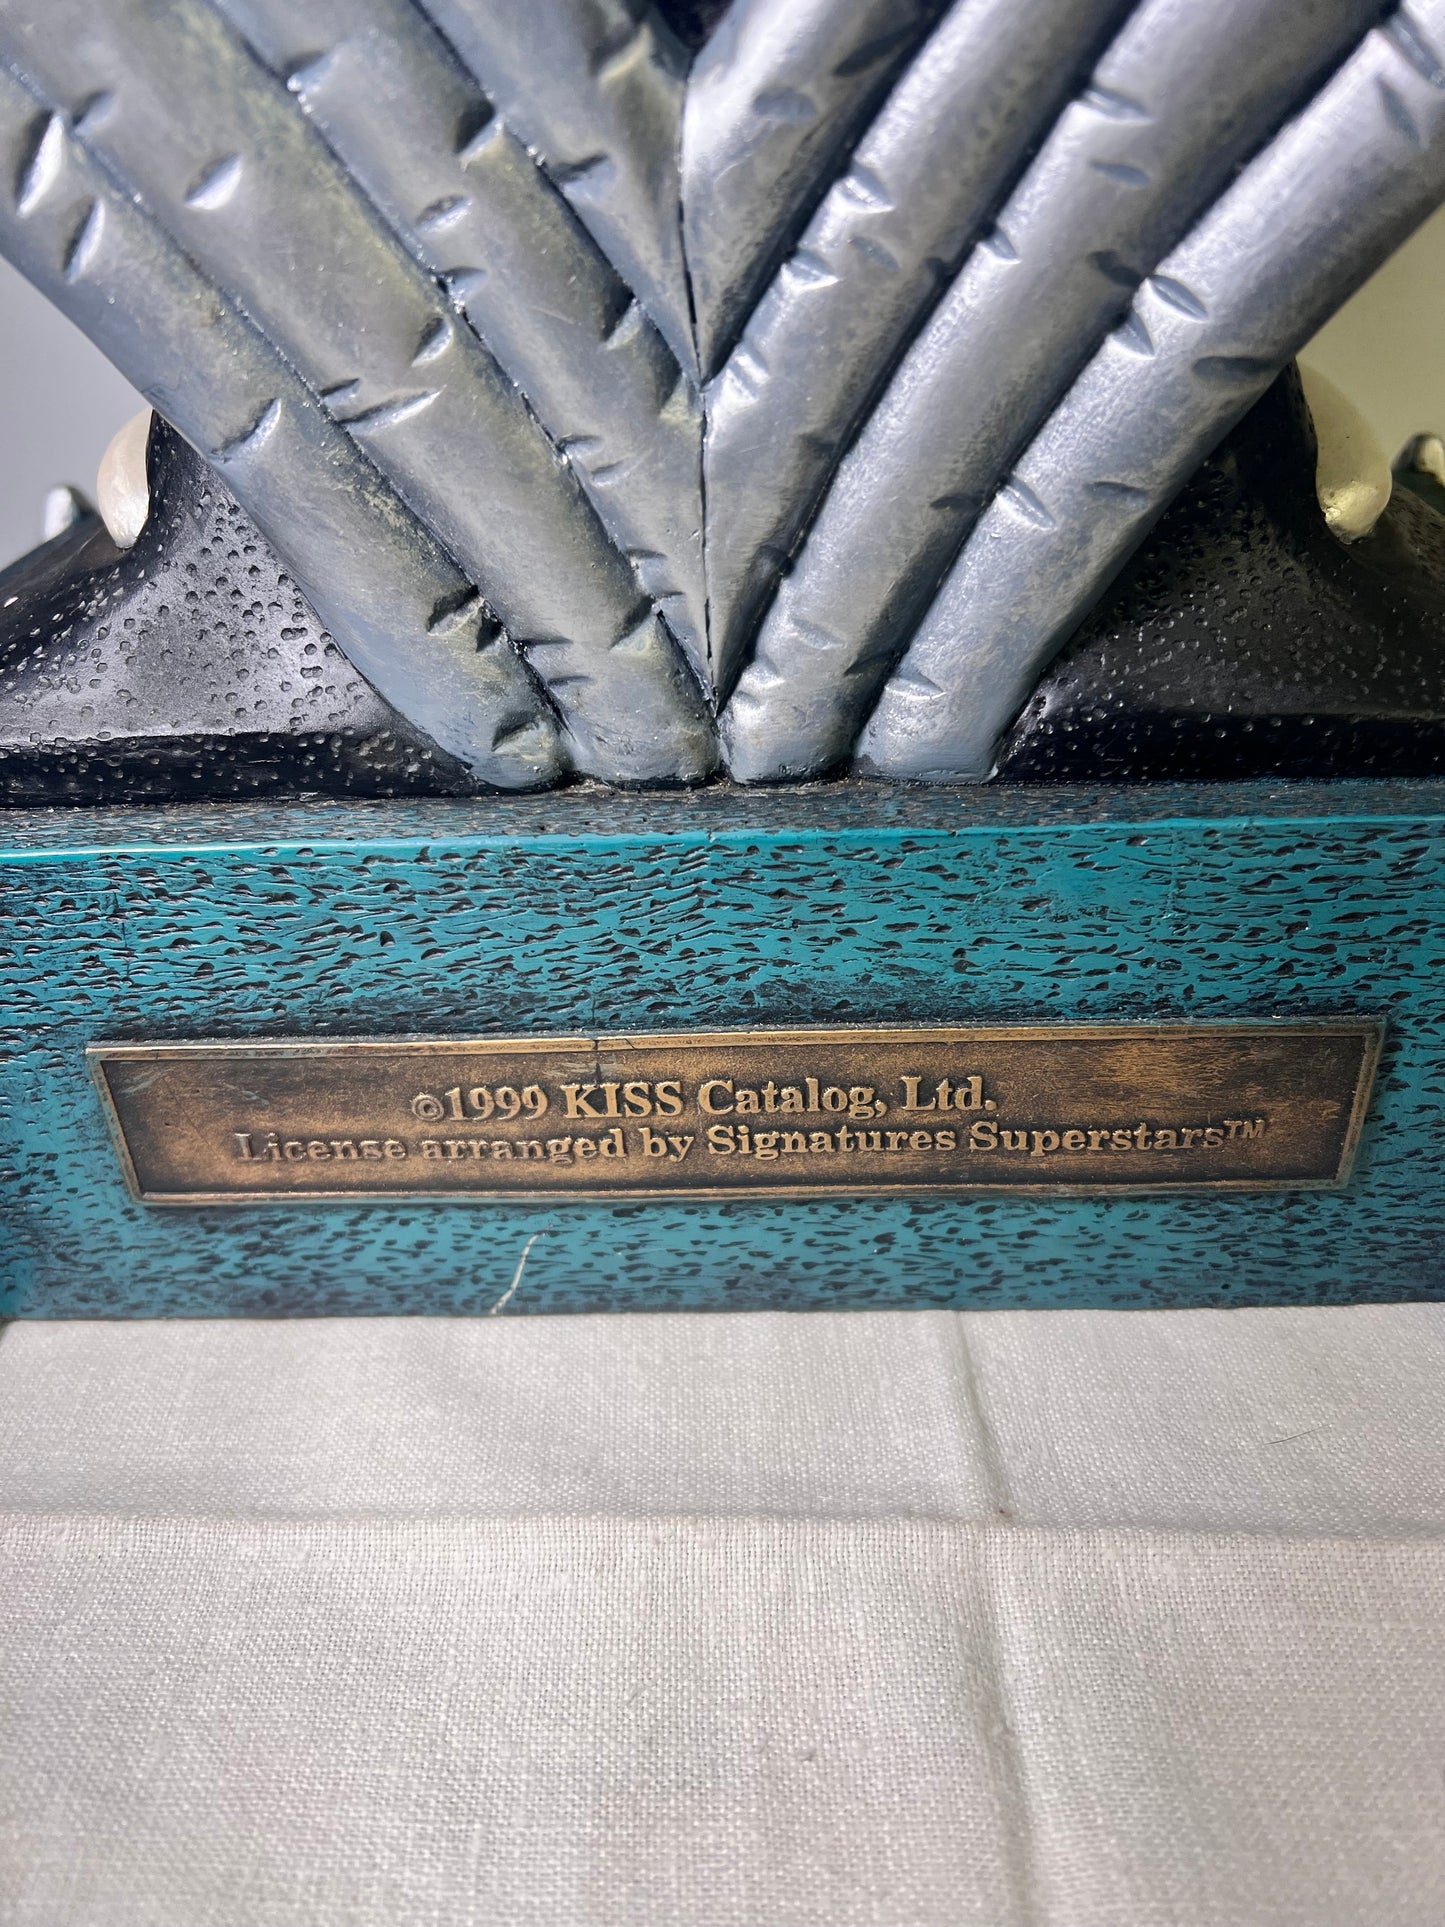 ©1999 KISS Catalog, Ltd.
License arranged by Signatures Superstars™